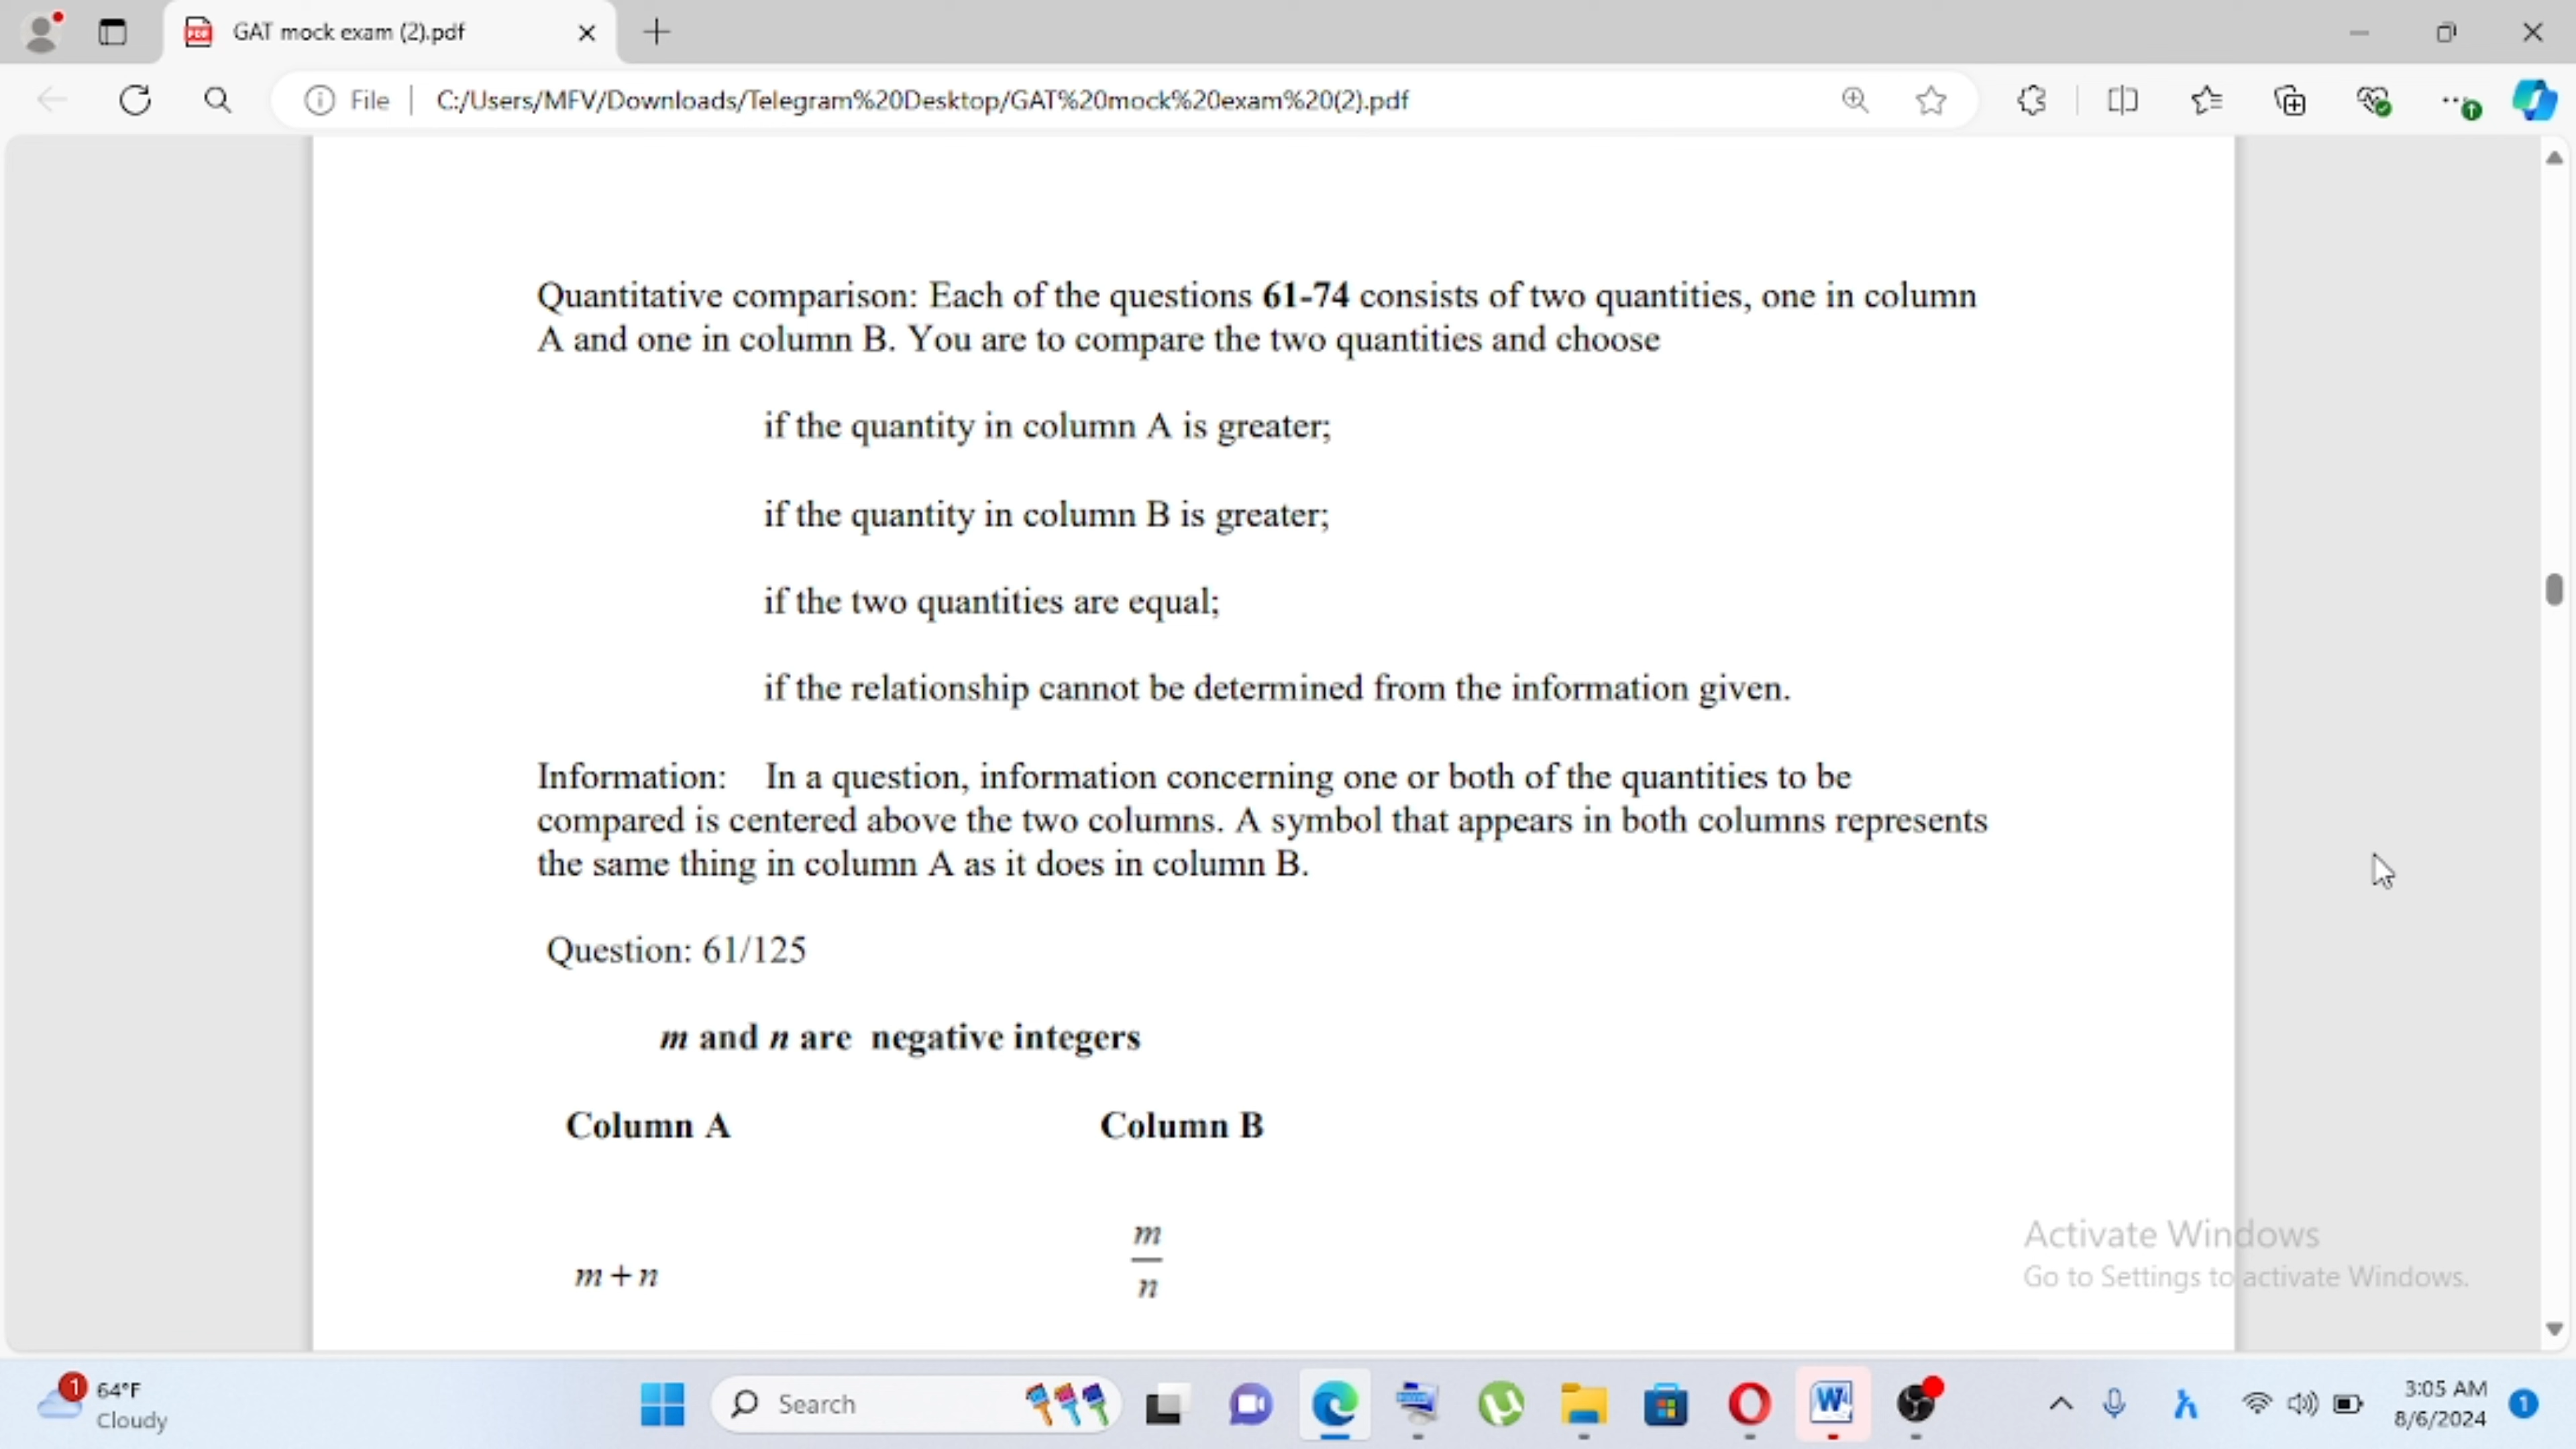 GAT mock exam (2).pdf
File
C:/Users/MFV/Downloads/Telegram%20Desktop/GAT%20mock%20exam%20(2).pdf
Quantitative comparison: Each of the questions 61-74 consists of two quantities, one in column
A and one in column B. You are to compare the two quantities and choose
if the quantity in column A is greater;
if the quantity in column B is greater;
if the two quantities are equal;
if the relationship cannot be determined from the information given.
Information: In a question, information concerning one or both of the quantities to be
compared is centered above the two columns. A symbol that appears in both columns represents
the same thing in column A as it does in column B.
Question: 61/125
m and n are negative integers
Column A Column B
m
m + n
n
Activate Windows
Go to Settings to activate Windows.
1
64°F
Cloudy
Search
3:05 AM
8/6/2024
1